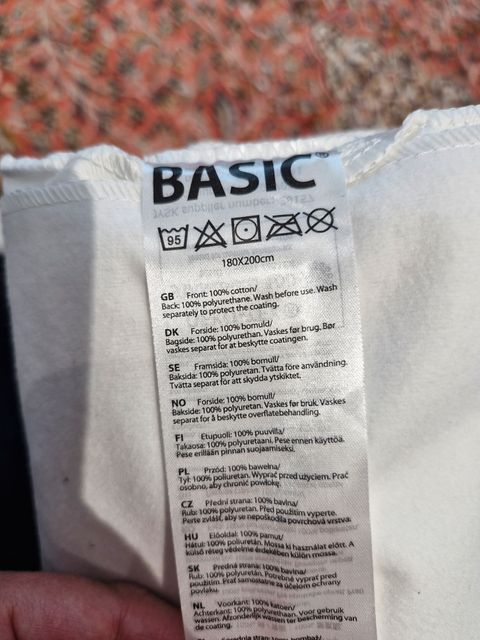 BASIC®
JYSK supplier number:
95
180X200cm
GB Front: 100% cotton/
Back: 100% polyurethane. Wash before use. Wash
separately to protect the coating.
DK Forside: 100% bomuld/
Bagside: 100% polyurethan. Vaskes før brug. Bør
vaskes separat for at beskytte coatingen.
SE Framsida: 100% bomull/
Baksida: 100% polyuretan. Tvätta före användning.
Tvätta separat för att skydda ytskiktet.
NO Forside: 100% bomull/
Bakside: 100% polyuretan. Vaskes før bruk. Vaskes
separat for å beskytte overflatebehandling.
FI Etupuoli: 100% puuvilla/
Takaosa: 100% polyuretaani. Pese ennen käyttöä.
Pese erillään pinnan suojaamiseksi.
PL Przód: 100% bawełna/
Tył: 100% poliuretan. Wyprać przed użyciem. Prać
osobno, aby chronić powłokę.
CZ Přední strana: 100% bavlna/
Rub: 100% polyuretan. Před použitím vyperte.
Perte zvlášť, aby se nepoškodila povrchová vrstva.
HU Előoldal: 100% pamut/
Hátul: 100% poliuretán. Mossa ki használat előtt. A
külső réteg védelme érdekében külön mossa.
SK Predná strana: 100% bavlna/
Rub: 100% polyuretán. Potrebné vyprať pred
použitím. Prať samostatne za účelom ochrany
povlaku.
NL Voorkant: 100% katoen/
Achterkant: 100% polyurethaan. Voor gebruik
wassen. Afzonderlijks wassen ter bescherming van
de coating.